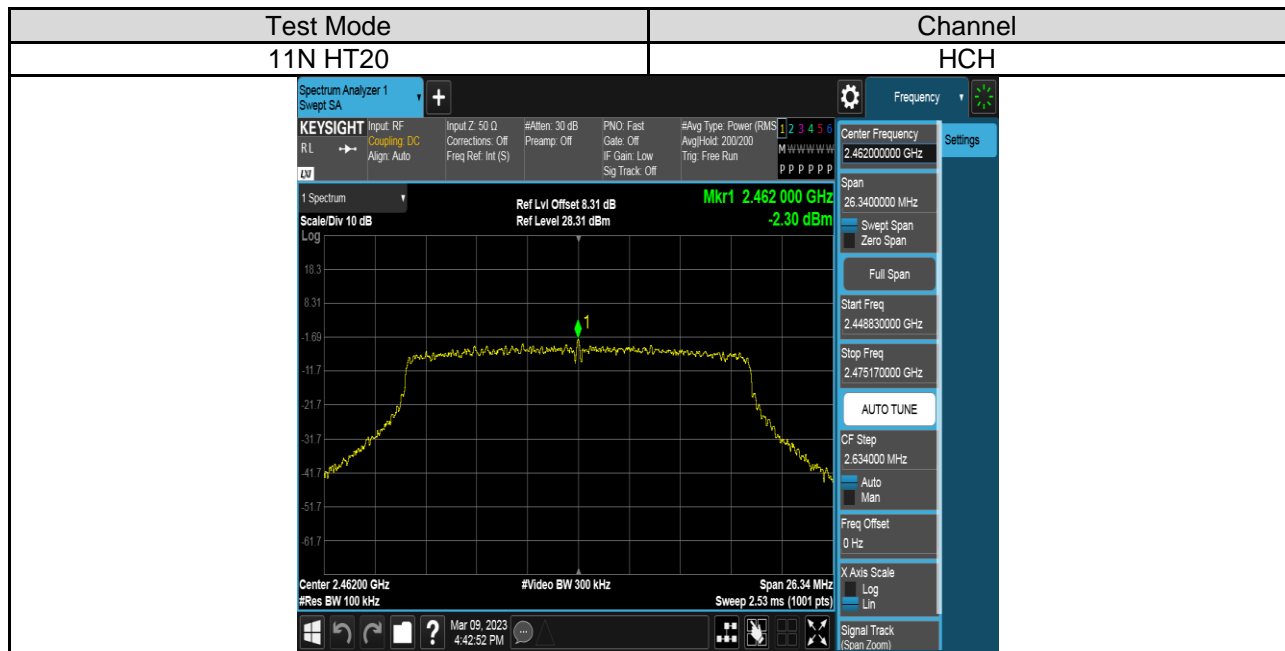 Test Mode Channel
11N HT20 HCH
Spectrum Analyzer 1
Swept SA
+
Frequency
KEYSIGHT
RL
LXI
Input: RF
Coupling: DC
Align: Auto
Input Z: 50 Ω
Corrections: Off
Freq Ref: Int (S)
#Atten: 30 dB
Preamp: Off
PNO: Fast
Gate: Off
IF Gain: Low
Sig Track: Off
#Avg Type: Power (RMS
Avg|Hold: 200/200
Trig: Free Run
1 2 3 4 5 6
M W W W W W
P P P P P P
1 Spectrum
Scale/Div 10 dB
Log
Ref Lvl Offset 8.31 dB
Ref Level 28.31 dBm
Mkr1 2.462 000 GHz
-2.30 dBm
18.3
8.31
-1.69
-11.7
-21.7
-31.7
-41.7
-51.7
-61.7
1
Center 2.46200 GHz
#Res BW 100 kHz
#Video BW 300 kHz
Span 26.34 MHz
Sweep 2.53 ms (1001 pts)
Center Frequency
2.462000000 GHz
Settings
Span
26.3400000 MHz
Swept Span
Zero Span
Full Span
Start Freq
2.448830000 GHz
Stop Freq
2.475170000 GHz
AUTO TUNE
CF Step
2.634000 MHz
Auto
Man
Freq Offset
0 Hz
X Axis Scale
Log
Lin
Signal Track
(Span Zoom)
?
Mar 09, 2023
4:42:52 PM